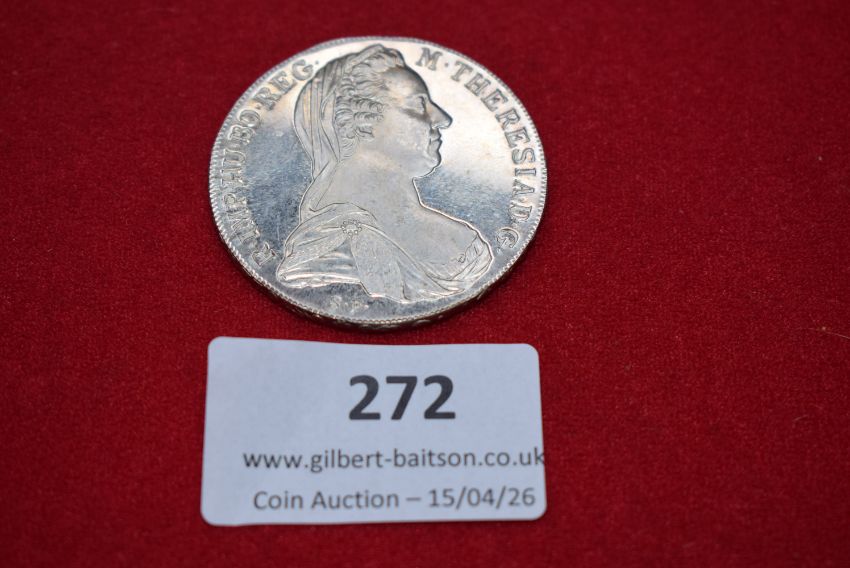 R·IMP·HU·BO·REG· M·THERESIA·D·G·
272
www.gilbert-baitson.co.uk
Coin Auction – 15/04/26